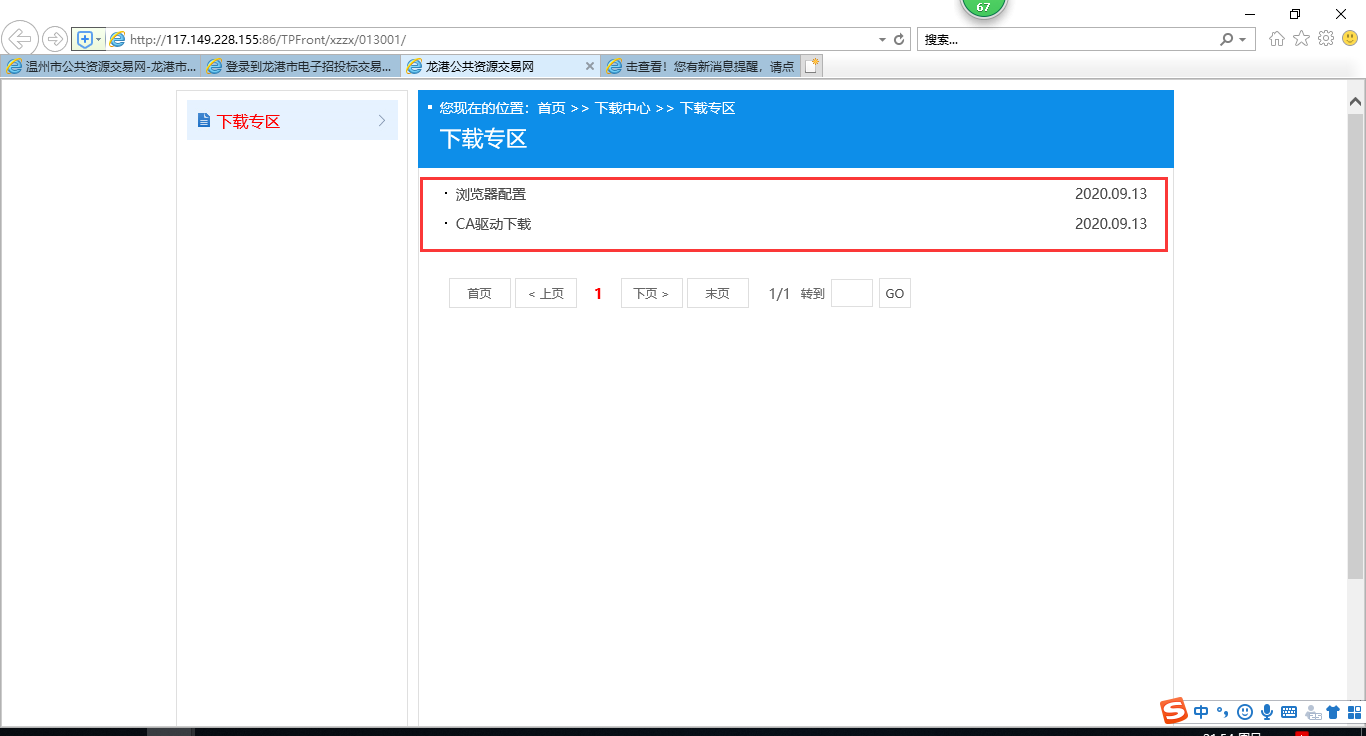 67
http://117.149.228.155:86/TPFront/xzzx/013001/
搜索...
温州市公共资源交易网-龙港市...
登录到龙港市电子招投标交易...
龙港公共资源交易网
击查看！您有新消息提醒，请点
下载专区
您现在的位置：首页 >> 下载中心 >> 下载专区
下载专区
· 浏览器配置 2020.09.13
· CA驱动下载 2020.09.13
首页 < 上页 1 下页 > 末页 1/1 转到 GO
中